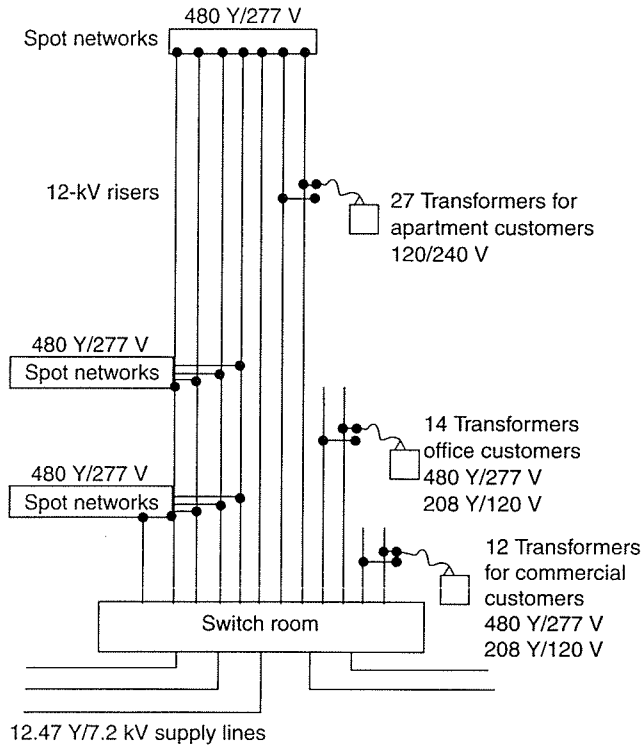 480 Y/277 V
Spot networks
12-kV risers
27 Transformers for
apartment customers
120/240 V
480 Y/277 V
Spot networks
14 Transformers
office customers
480 Y/277 V
208 Y/120 V
480 Y/277 V
Spot networks
12 Transformers
for commercial
customers
480 Y/277 V
208 Y/120 V
Switch room
12.47 Y/7.2 kV supply lines